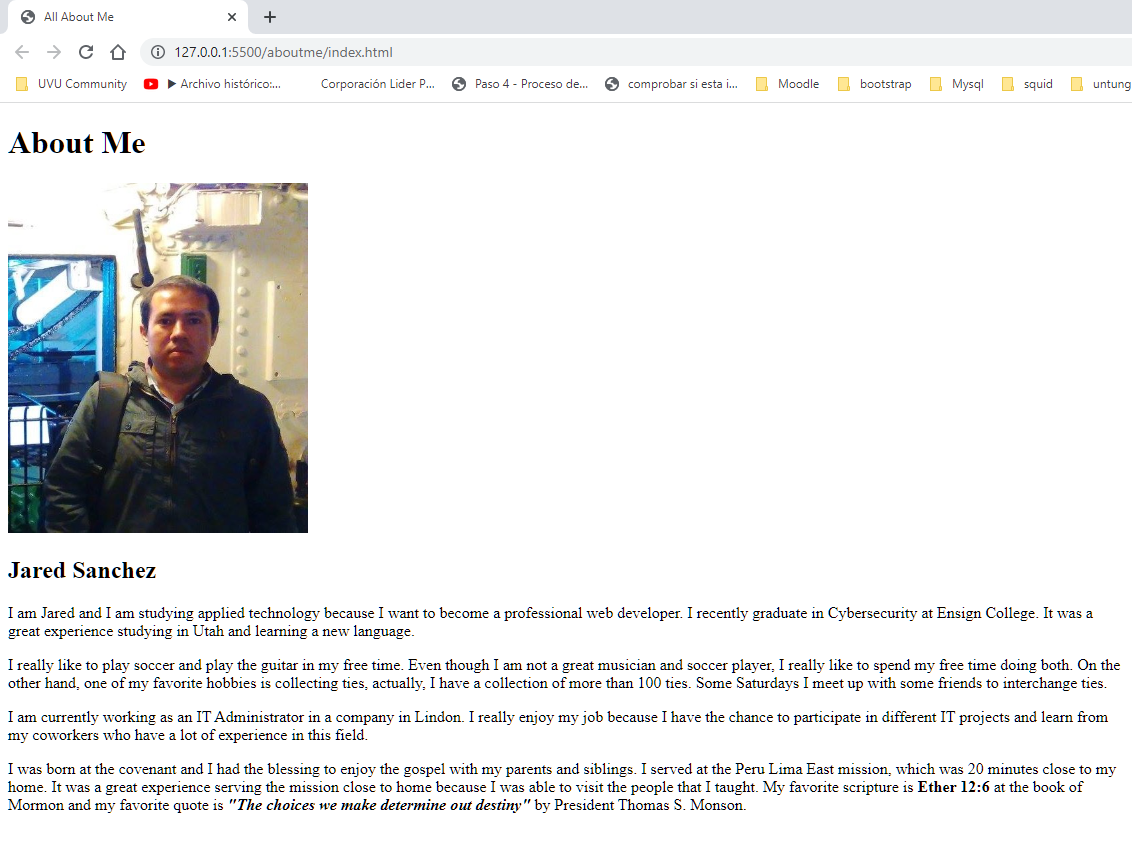 All About Me
127.0.0.1:5500/aboutme/index.html
UVU Community
Archivo histórico:...
Corporación Lider P...
Paso 4 - Proceso de...
comprobar si esta i...
Moodle
bootstrap
Mysql
squid
untung
About Me
Jared Sanchez
I am Jared and I am studying applied technology because I want to become a professional web developer. I recently graduate in Cybersecurity at Ensign College. It was a
great experience studying in Utah and learning a new language.
I really like to play soccer and play the guitar in my free time. Even though I am not a great musician and soccer player, I really like to spend my free time doing both. On the
other hand, one of my favorite hobbies is collecting ties, actually, I have a collection of more than 100 ties. Some Saturdays I meet up with some friends to interchange ties.
I am currently working as an IT Administrator in a company in Lindon. I really enjoy my job because I have the chance to participate in different IT projects and learn from
my coworkers who have a lot of experience in this field.
I was born at the covenant and I had the blessing to enjoy the gospel with my parents and siblings. I served at the Peru Lima East mission, which was 20 minutes close to my
home. It was a great experience serving the mission close to home because I was able to visit the people that I taught. My favorite scripture is Ether 12:6 at the book of
Mormon and my favorite quote is "The choices we make determine out destiny" by President Thomas S. Monson.